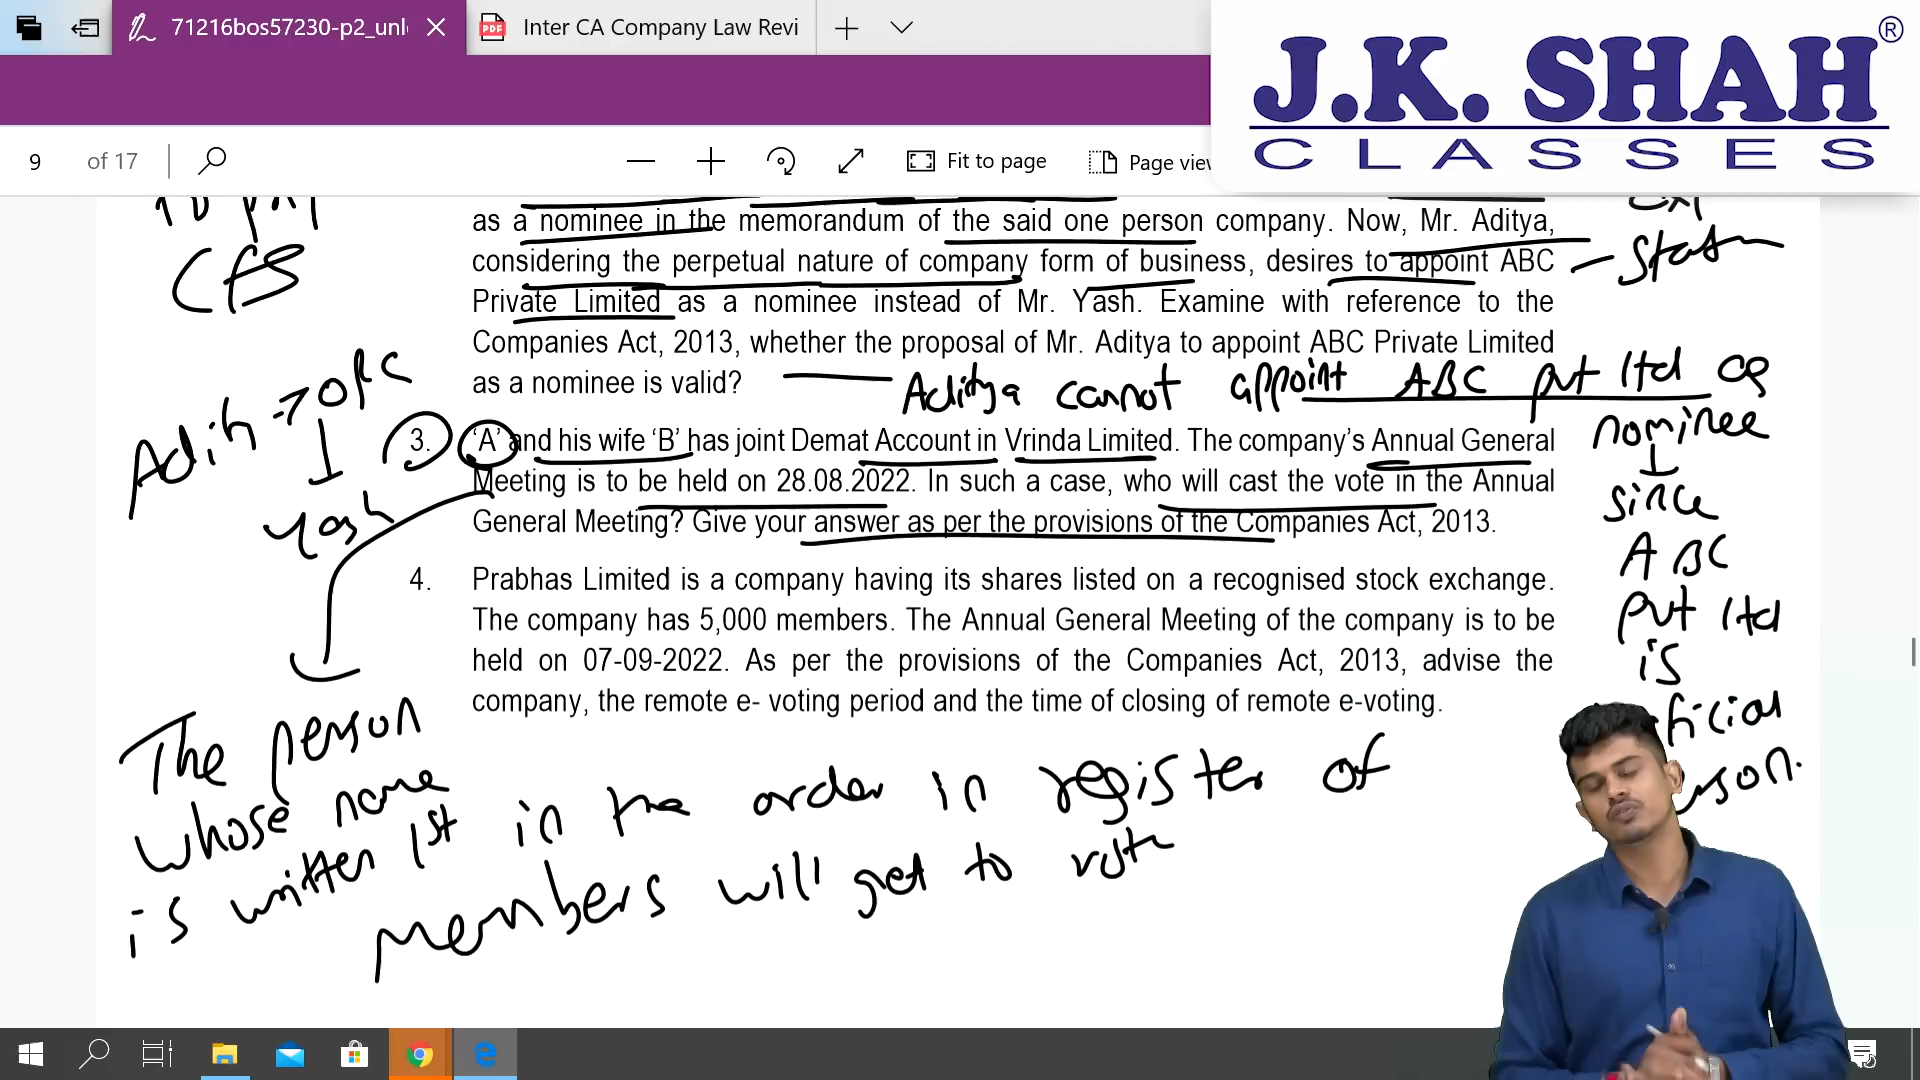 71216bos57230-p2_unl
Inter CA Company Law Revi
J.K. SHAH®
CLASSES
9 of 17
Fit to page
Page view
CFS
as a nominee in the memorandum of the said one person company. Now, Mr. Aditya,
considering the perpetual nature of company form of business, desires to appoint ABC
Private Limited as a nominee instead of Mr. Yash. Examine with reference to the
Companies Act, 2013, whether the proposal of Mr. Aditya to appoint ABC Private Limited
as a nominee is valid?
Aditya cannot appoint ABC pvt ltd as
nominee
since
ABC
pvt ltd
is
ficial
rson.
OPC
Yash
3. 'A' and his wife 'B' has joint Demat Account in Vrinda Limited. The company's Annual General
Meeting is to be held on 28.08.2022. In such a case, who will cast the vote in the Annual
General Meeting? Give your answer as per the provisions of the Companies Act, 2013.
4. Prabhas Limited is a company having its shares listed on a recognised stock exchange.
The company has 5,000 members. The Annual General Meeting of the company is to be
held on 07-09-2022. As per the provisions of the Companies Act, 2013, advise the
company, the remote e- voting period and the time of closing of remote e-voting.
The person
whose name
is written 1st in the order in register of
members will get to vote